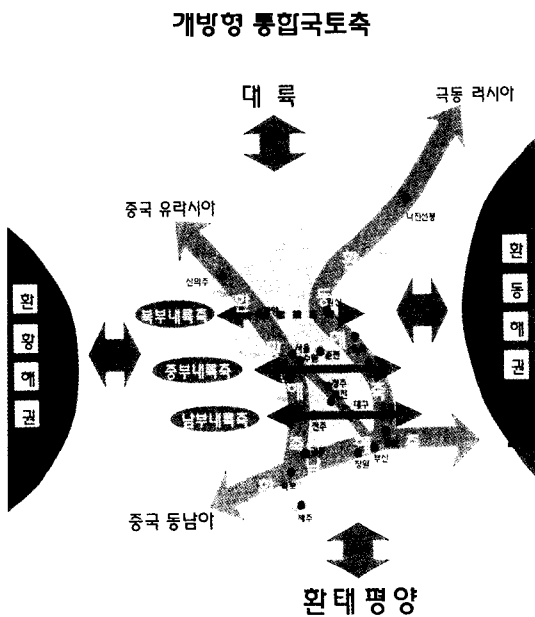 개방형 통합국토축
대륙
극동 러시아
중국 유라시아
나진선봉
신의주
환황해권
환동해권
북부내륙축
중부내륙축
서울
춘천
남부내륙축
대구
전주
창원
부산
중국 동남아
제주
환태평양